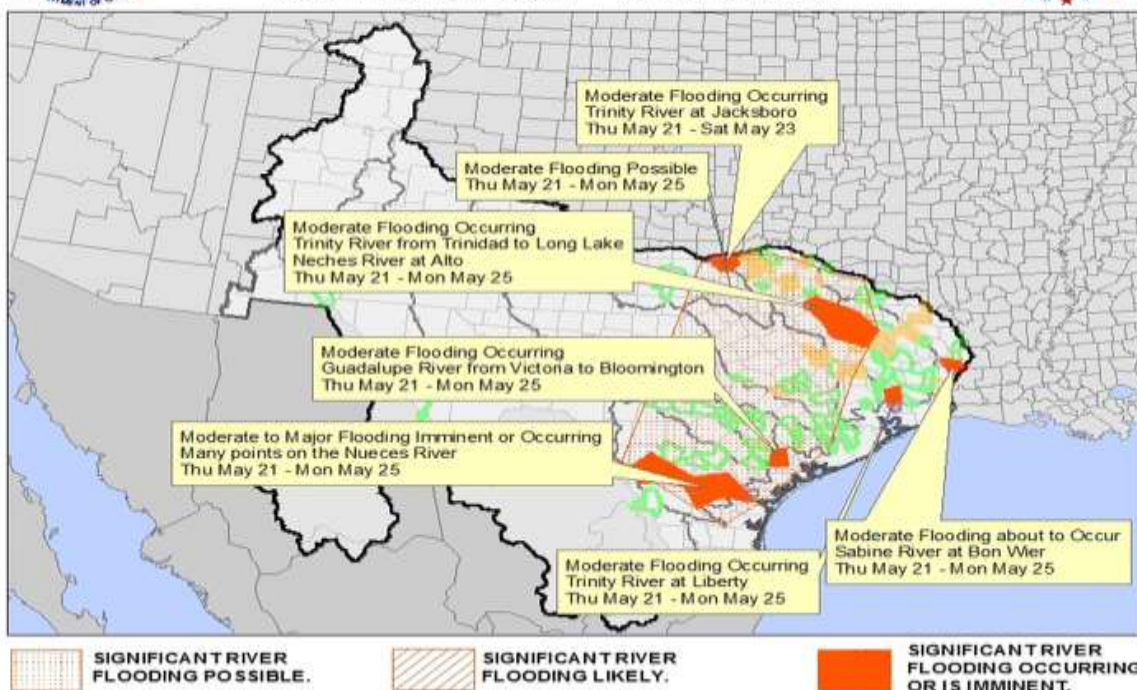 Moderate Flooding Occurring
Trinity River at Jacksboro
Thu May 21 - Sat May 23
Moderate Flooding Possible
Thu May 21 - Mon May 25
Moderate Flooding Occurring
Trinity River from Trinidad to Long Lake
Neches River at Alto
Thu May 21 - Mon May 25
Moderate Flooding Occurring
Guadalupe River from Victoria to Bloomington
Thu May 21 - Mon May 25
Moderate to Major Flooding Imminent or Occurring
Many points on the Nueces River
Thu May 21 - Mon May 25
Moderate Flooding about to Occur
Sabine River at Bon Wier
Thu May 21 - Mon May 25
Moderate Flooding Occurring
Trinity River at Liberty
Thu May 21 - Mon May 25
SIGNIFICANT RIVER
FLOODING POSSIBLE.
SIGNIFICANT RIVER
FLOODING LIKELY.
SIGNIFICANT RIVER
FLOODING OCCURRING
OR IS IMMINENT.